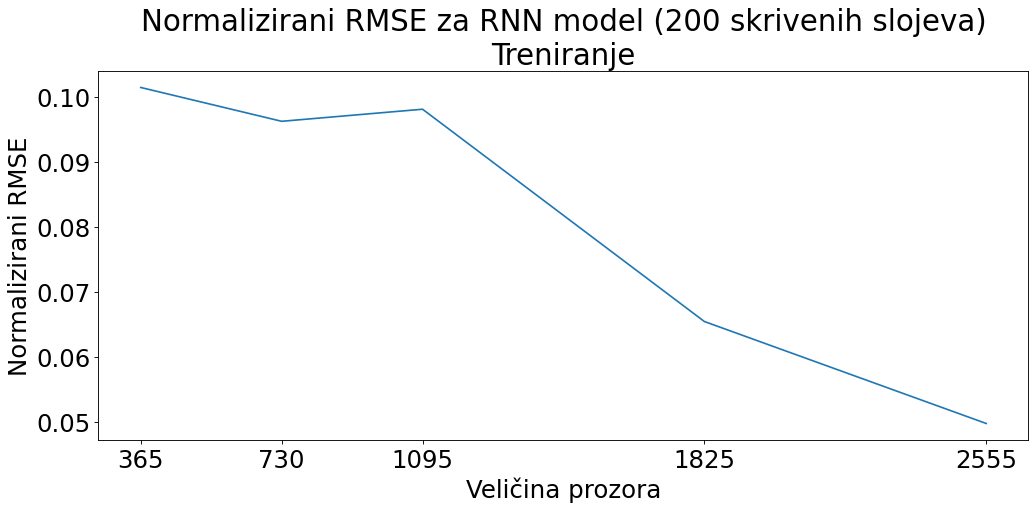 Normalizirani RMSE za RNN model (200 skrivenih slojeva)
Treniranje
Normalizirani RMSE
0.10
0.09
0.08
0.07
0.06
0.05
365 730 1095 1825 2555
Veličina prozora